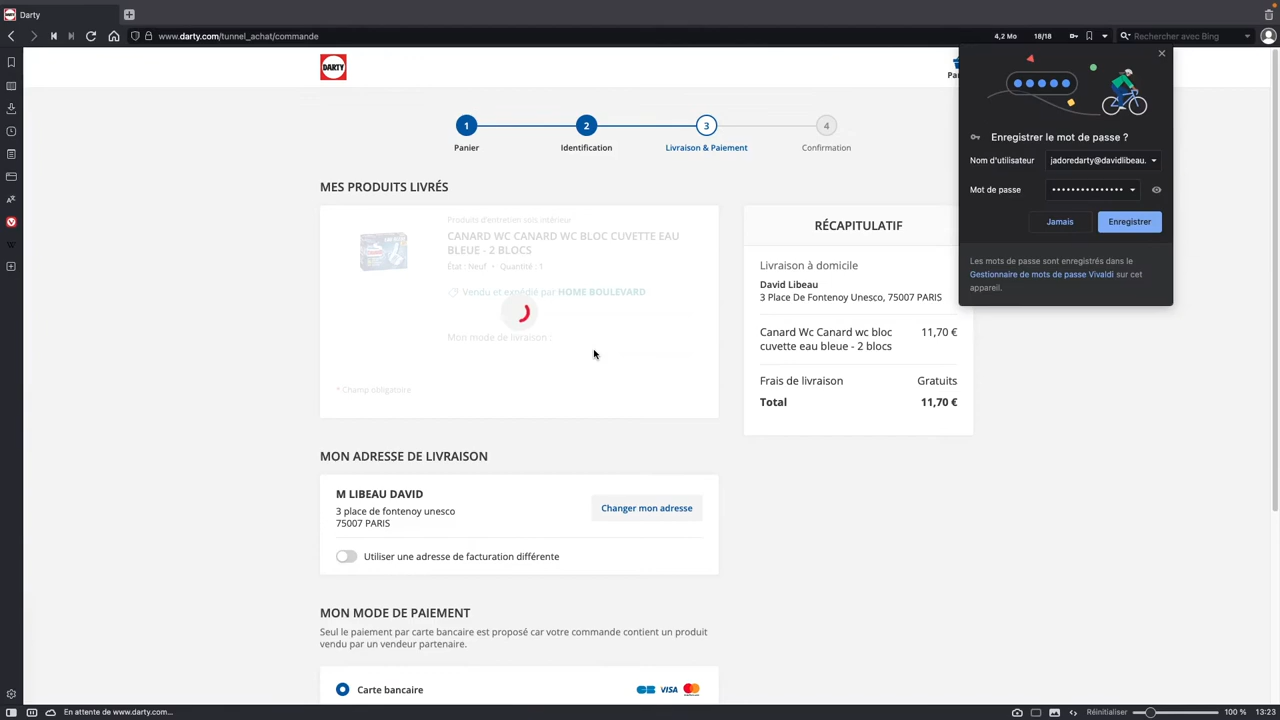 Darty
www.darty.com/tunnel_achat/commande
4,2 Mo
18/18
Rechercher avec Bing
DARTY
1
2
3
4
Panier
Identification
Livraison & Paiement
Confirmation
Enregistrer le mot de passe ?
Nom d'utilisateur
jadoredarty@davidlibeau.
Mot de passe
•••••••••••••••
Jamais
Enregistrer
Les mots de passe sont enregistrés dans le
Gestionnaire de mots de passe Vivaldi sur cet
appareil.
MES PRODUITS LIVRÉS
Produits d'entretien sols intérieur
CANARD WC CANARD WC BLOC CUVETTE EAU
BLEUE - 2 BLOCS
État : Neuf • Quantité : 1
Vendu et expédié par HOME BOULEVARD
Mon mode de livraison :
* Champ obligatoire
RÉCAPITULATIF
Livraison à domicile
David Libeau
3 Place De Fontenoy Unesco, 75007 PARIS
Canard Wc Canard wc bloc 11,70 €
cuvette eau bleue - 2 blocs
Frais de livraison Gratuits
Total 11,70 €
MON ADRESSE DE LIVRAISON
M LIBEAU DAVID
3 place de fontenoy unesco
75007 PARIS
Changer mon adresse
Utiliser une adresse de facturation différente
MON MODE DE PAIEMENT
Seul le paiement par carte bancaire est proposé car votre commande contient un produit
vendu par un vendeur partenaire.
Carte bancaire
CB VISA
En attente de www.darty.com...
Réinitialiser
100 %
13:23